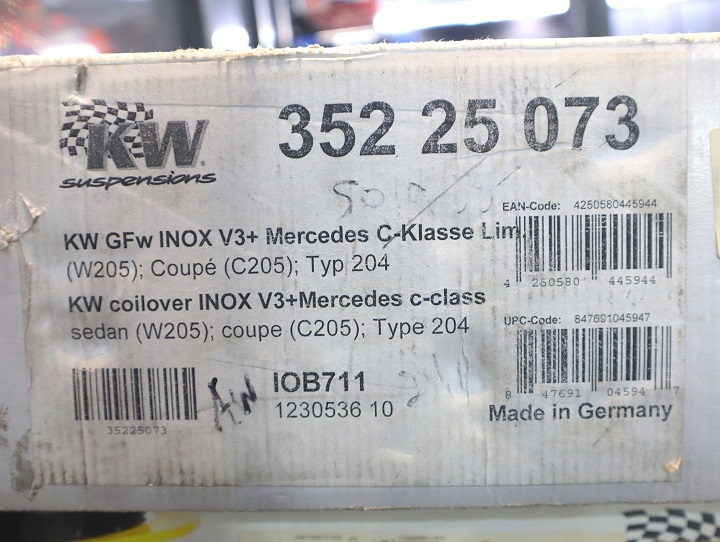 KW
suspensions
352 25 073
EAN-Code: 4250580445944
4 250580 445944
KW GFw INOX V3+ Mercedes C-Klasse Lim.
(W205); Coupé (C205); Typ 204
KW coilover INOX V3+Mercedes c-class
sedan (W205); coupe (C205); Type 204
UPC-Code: 847691045947
8 47691 04594 7
35225073
IOB711
1230536 10
Made in Germany